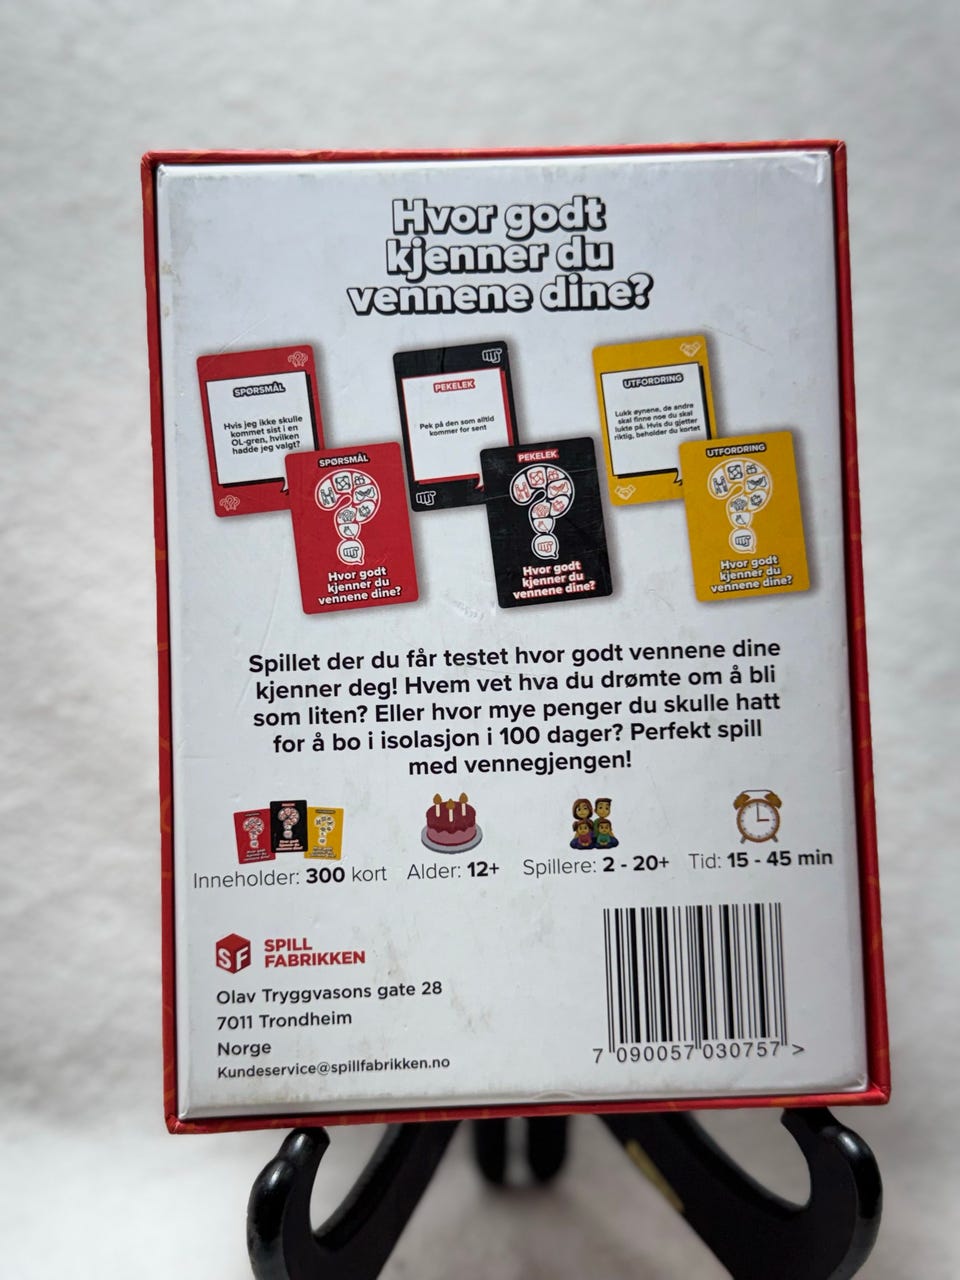 Hvor godt
kjenner du
vennene dine?
SPØRSMÅL
Hvis jeg ikke skulle
kommet sist i en
OL-gren, hvilken
hadde jeg valgt?
SPØRSMÅL
Hvor godt
kjenner du
vennene dine?
PEKELEK
Pek på den som alltid
kommer for sent
PEKELEK
Hvor godt
kjenner du
vennene dine?
UTFORDRING
Lukk øynene, de andre
skal finne noe du skal
lukte på. Hvis du gjetter
riktig, beholder du kortet
UTFORDRING
Hvor godt
kjenner du
vennene dine?
Spillet der du får testet hvor godt vennene dine
kjenner deg! Hvem vet hva du drømte om å bli
som liten? Eller hvor mye penger du skulle hatt
for å bo i isolasjon i 100 dager? Perfekt spill
med vennegjengen!
Inneholder: 300 kort
Alder: 12+
Spillere: 2 - 20+
Tid: 15 - 45 min
SF
SPILL
FABRIKKEN
Olav Tryggvasons gate 28
7011 Trondheim
Norge
Kundeservice@spillfabrikken.no
7 090057 030757 >